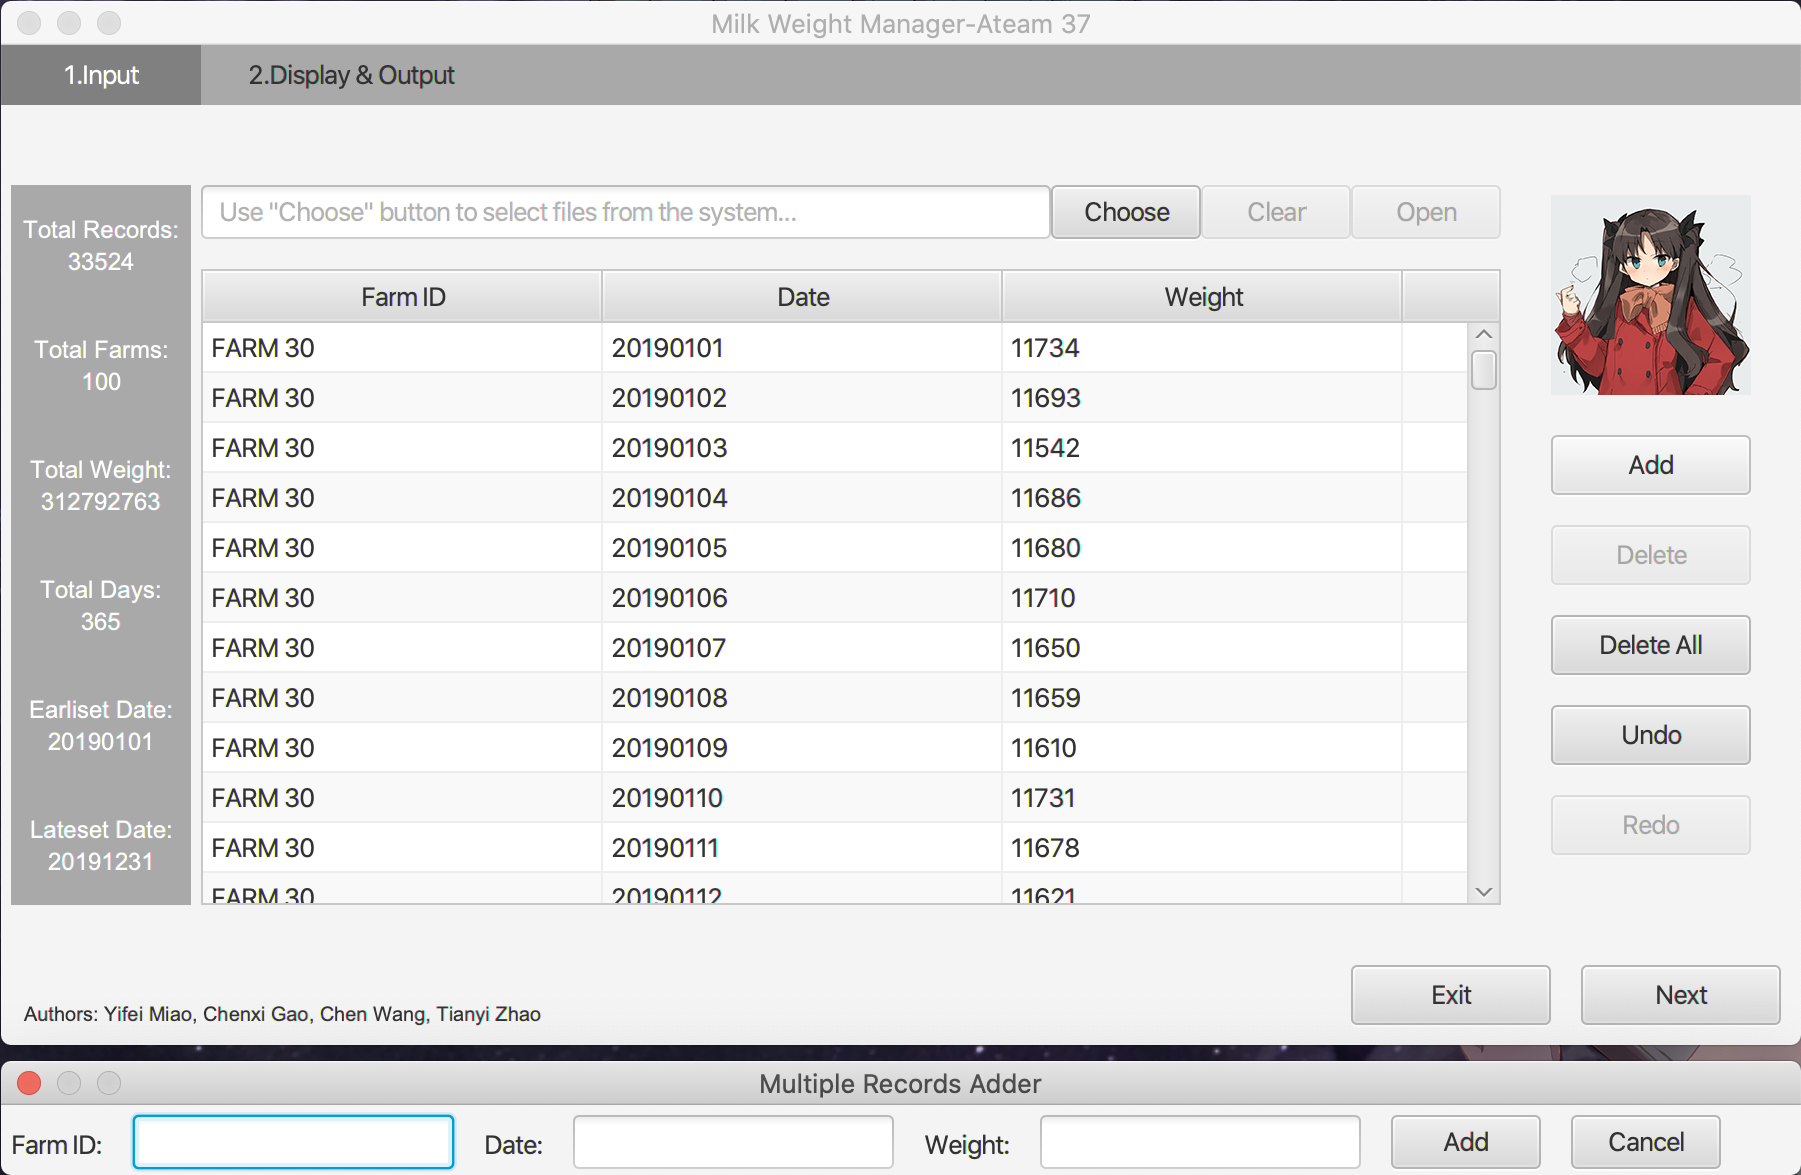 Milk Weight Manager-Ateam 37
1.Input 2.Display & Output
Use "Choose" button to select files from the system... Choose Clear Open
Total Records:
33524
Total Farms:
100
Total Weight:
312792763
Total Days:
365
Earliset Date:
20190101
Lateset Date:
20191231
Farm ID Date Weight
FARM 30 20190101 11734
FARM 30 20190102 11693
FARM 30 20190103 11542
FARM 30 20190104 11686
FARM 30 20190105 11680
FARM 30 20190106 11710
FARM 30 20190107 11650
FARM 30 20190108 11659
FARM 30 20190109 11610
FARM 30 20190110 11731
FARM 30 20190111 11678
FARM 30 20190112 11621
Add
Delete
Delete All
Undo
Redo
Exit Next
Authors: Yifei Miao, Chenxi Gao, Chen Wang, Tianyi Zhao
Multiple Records Adder
Farm ID: Date: Weight: Add Cancel